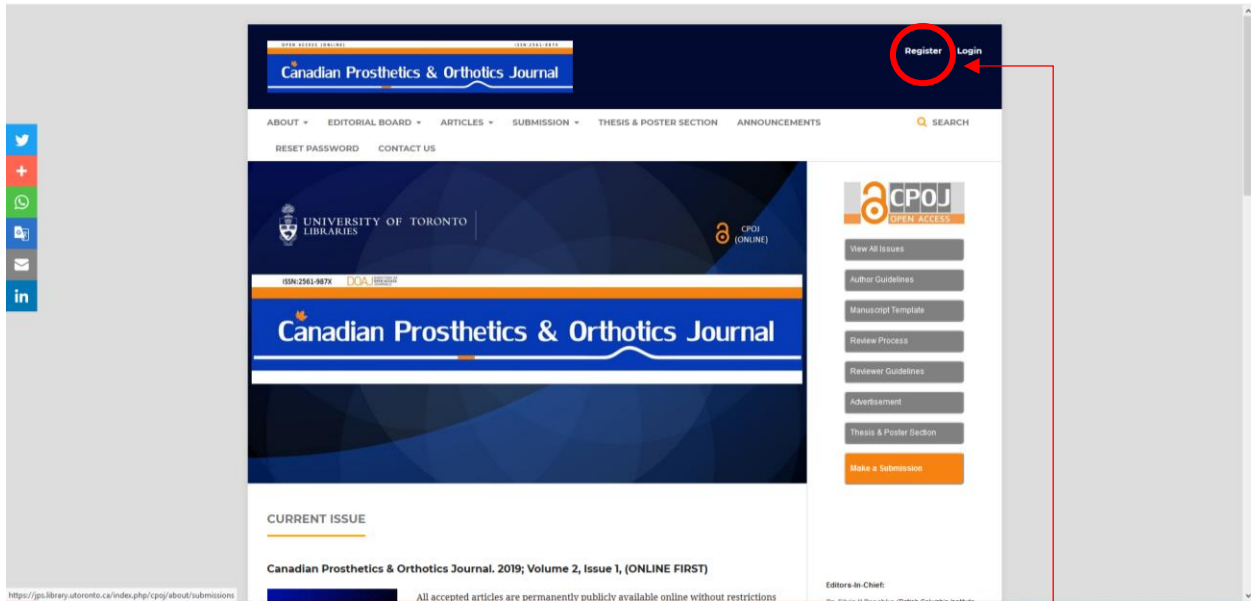 OPEN ACCESS (ONLINE) ISSN:2561-987X
Canadian Prosthetics & Orthotics Journal
Register Login
ABOUT EDITORIAL BOARD ARTICLES SUBMISSION THESIS & POSTER SECTION ANNOUNCEMENTS SEARCH
RESET PASSWORD CONTACT US
in
UNIVERSITY OF TORONTO
LIBRARIES
CPOJ
(ONLINE)
ISSN:2561-987X DOAJ
Canadian Prosthetics & Orthotics Journal
CPOJ
OPEN ACCESS
View All Issues
Author Guidelines
Manuscript Template
Review Process
Reviewer Guidelines
Advertisement
Thesis & Poster Section
Make a Submission
CURRENT ISSUE
Canadian Prosthetics & Orthotics Journal. 2019; Volume 2, Issue 1, (ONLINE FIRST)
All accepted articles are permanently publicly available online without restrictions
Editors-In-Chief:
https://jps.library.utoronto.ca/index.php/cpoj/about/submissions